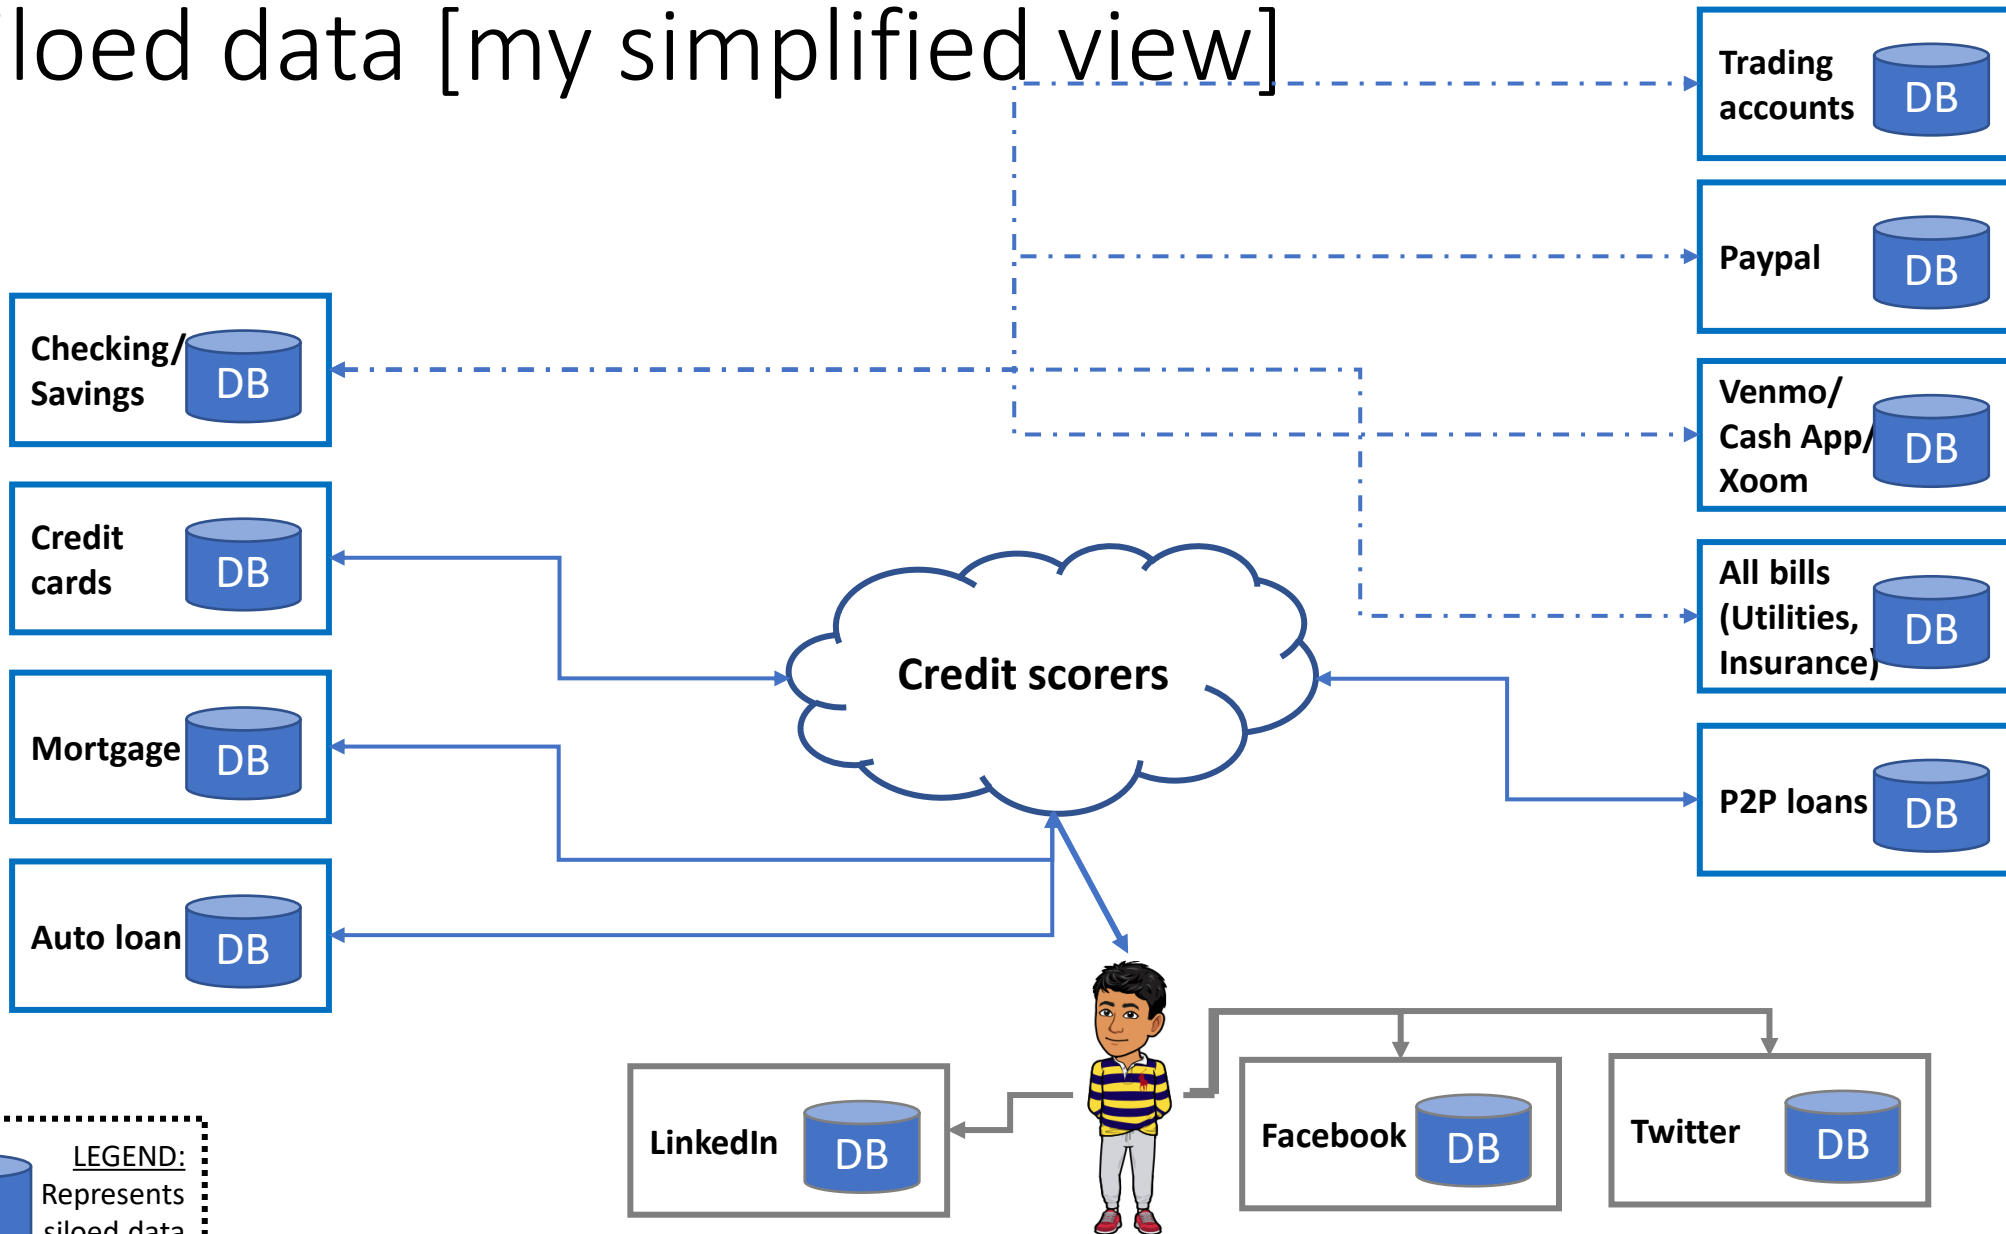 loed data [my simplified view]
Trading
accounts
DB
Paypal
DB
Checking/
Savings
DB
Venmo/
Cash App/
Xoom
DB
Credit
cards
DB
All bills
(Utilities,
Insurance)
DB
Credit scorers
Mortgage
DB
P2P loans
DB
Auto loan
DB
LinkedIn
DB
Facebook
DB
Twitter
DB
LEGEND:
Represents
siloed data